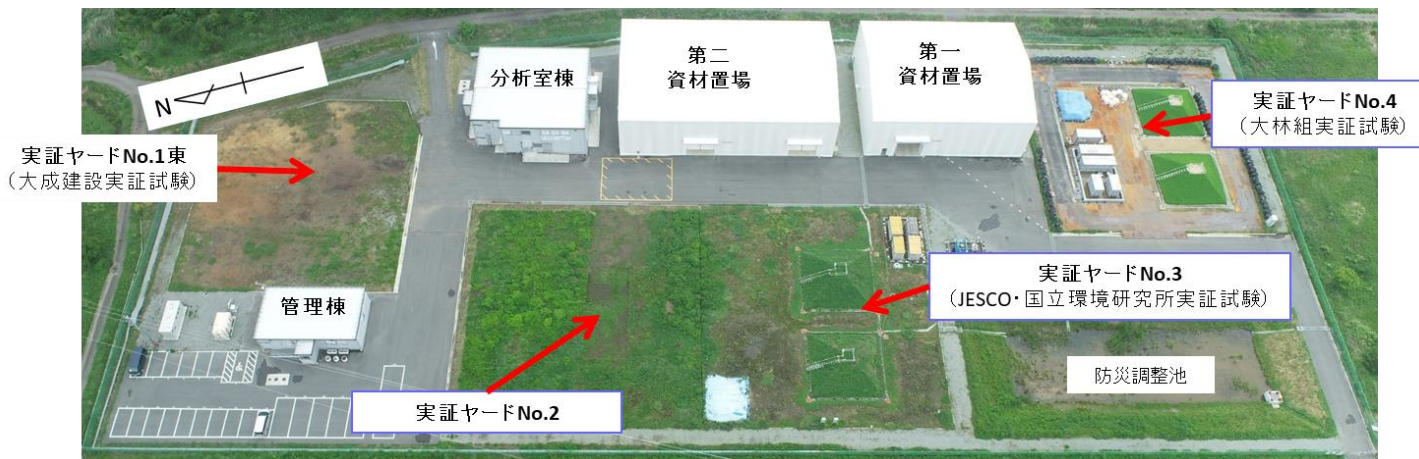 N
分析室棟
第二
資材置場
第一
資材置場
実証ヤードNo.4
(大林組実証試験)
実証ヤードNo.1東
(大成建設実証試験)
管理棟
実証ヤードNo.3
(JESCO・国立環境研究所実証試験)
防災調整池
実証ヤードNo.2